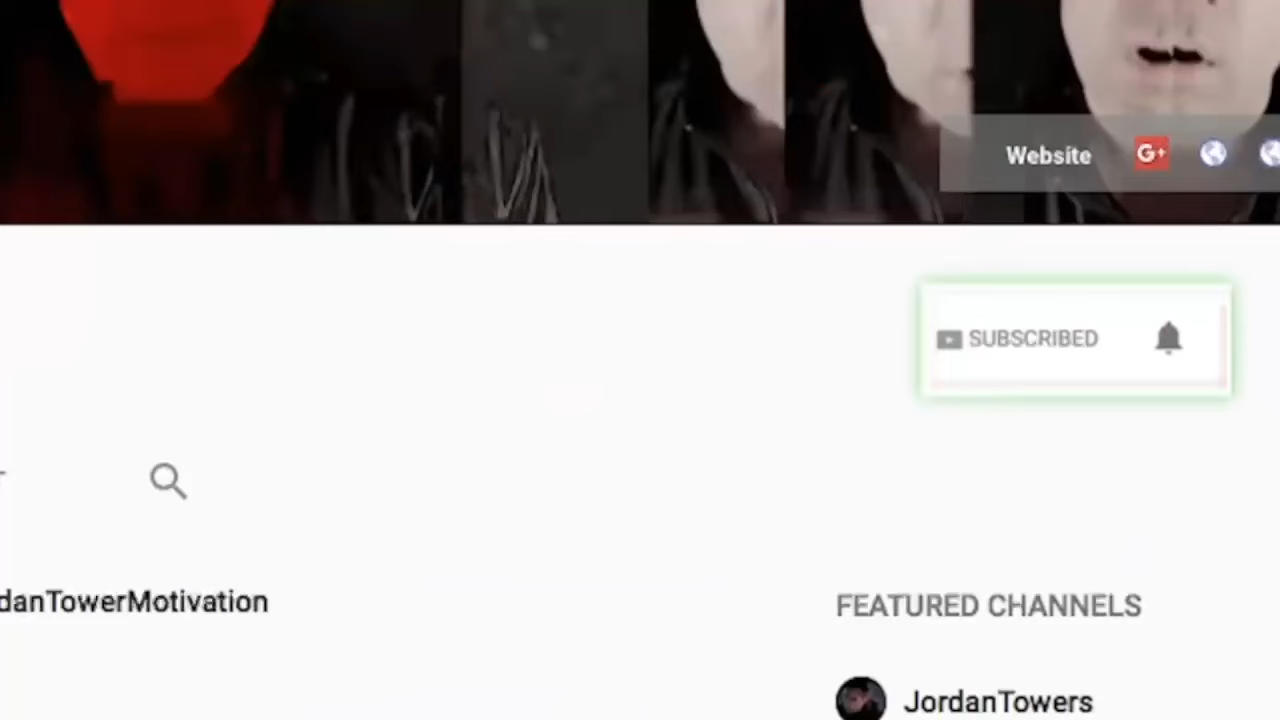 Website G+
SUBSCRIBED
danTowerMotivation
FEATURED CHANNELS
JordanTowers